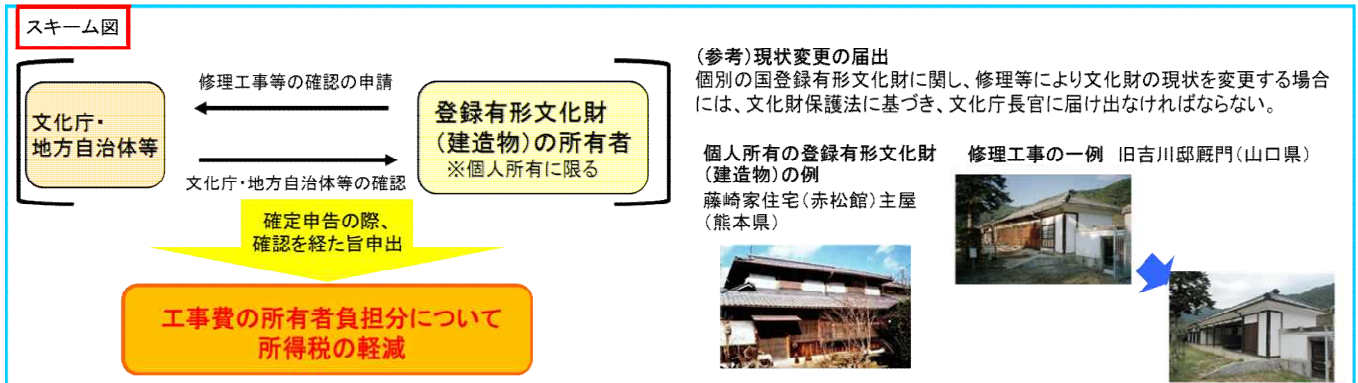 スキーム図
修理工事等の確認の申請
文化庁・
地方自治体等
登録有形文化財
(建造物)の所有者
※個人所有に限る
文化庁・地方自治体等の確認
確定申告の際、
確認を経た旨申出
工事費の所有者負担分について
所得税の軽減
(参考)現状変更の届出
個別の国登録有形文化財に関し、修理等により文化財の現状を変更する場合
には、文化財保護法に基づき、文化庁長官に届け出なければならない。
個人所有の登録有形文化財
(建造物)の例
藤崎家住宅(赤松館)主屋
(熊本県)
修理工事の一例 旧吉川邸厩門(山口県)